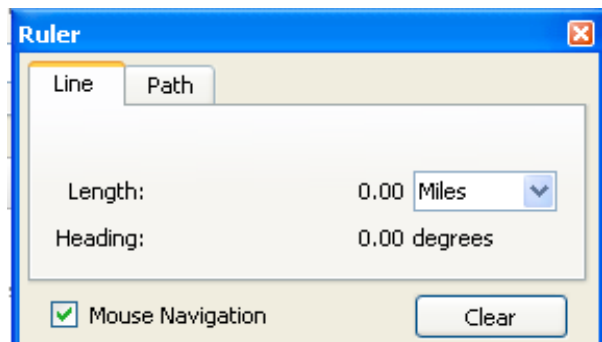 Ruler
Line Path
Length: 0.00 Miles
Heading: 0.00 degrees
Mouse Navigation Clear